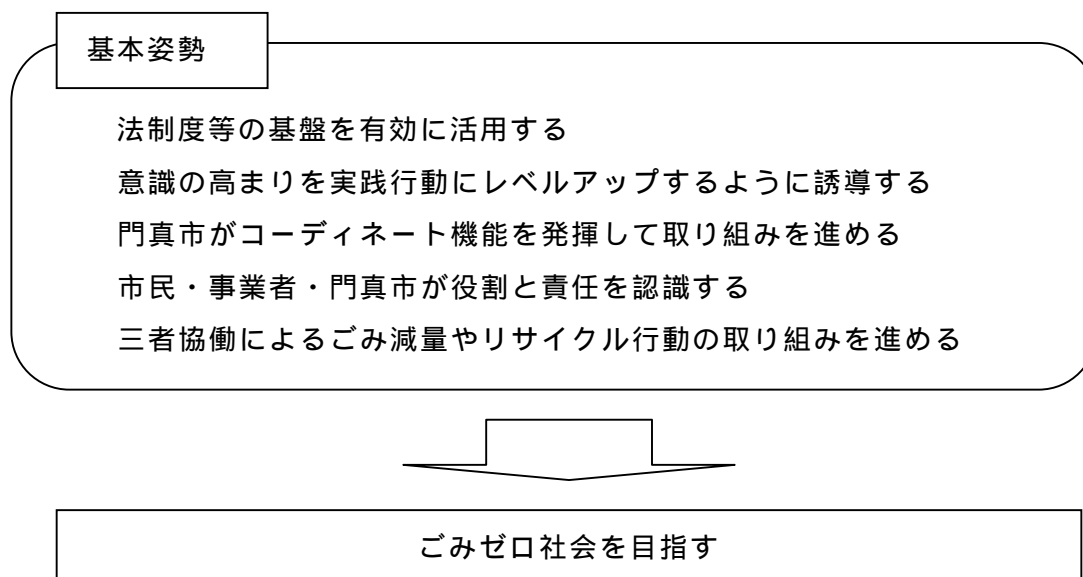 基本姿勢
法制度等の基盤を有効に活用する
意識の高まりを実践行動にレベルアップするように誘導する
門真市がコーディネート機能を発揮して取り組みを進める
市民・事業者・門真市が役割と責任を認識する
三者協働によるごみ減量やリサイクル行動の取り組みを進める
ごみゼロ社会を目指す